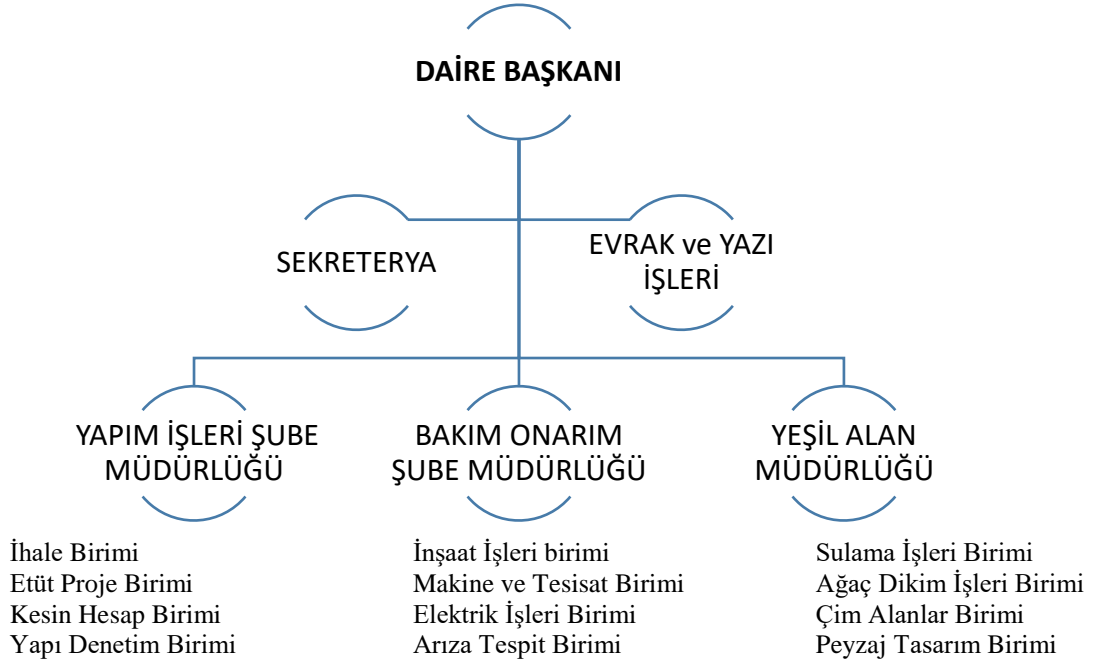 DAİRE BAŞKANI
SEKRETERYA
EVRAK ve YAZI
İŞLERİ
YAPIM İŞLERİ ŞUBE
MÜDÜRLÜĞÜ
BAKIM ONARIM
ŞUBE MÜDÜRLÜĞÜ
YEŞİL ALAN
MÜDÜRLÜĞÜ
İhale Birimi
Etüt Proje Birimi
Kesin Hesap Birimi
Yapı Denetim Birimi
İnşaat İşleri birimi
Makine ve Tesisat Birimi
Elektrik İşleri Birimi
Arıza Tespit Birimi
Sulama İşleri Birimi
Ağaç Dikim İşleri Birimi
Çim Alanlar Birimi
Peyzaj Tasarım Birimi